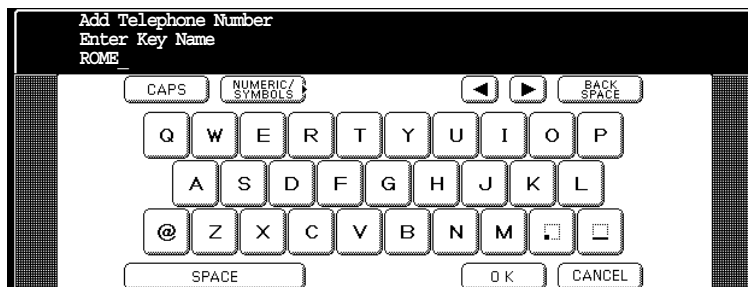 Add Telephone Number
Enter Key Name
ROME_
CAPS NUMERIC/ SYMBOLS BACK SPACE
Q W E R T Y U I O P
A S D F G H J K L
@ Z X C V B N M . _
SPACE OK CANCEL